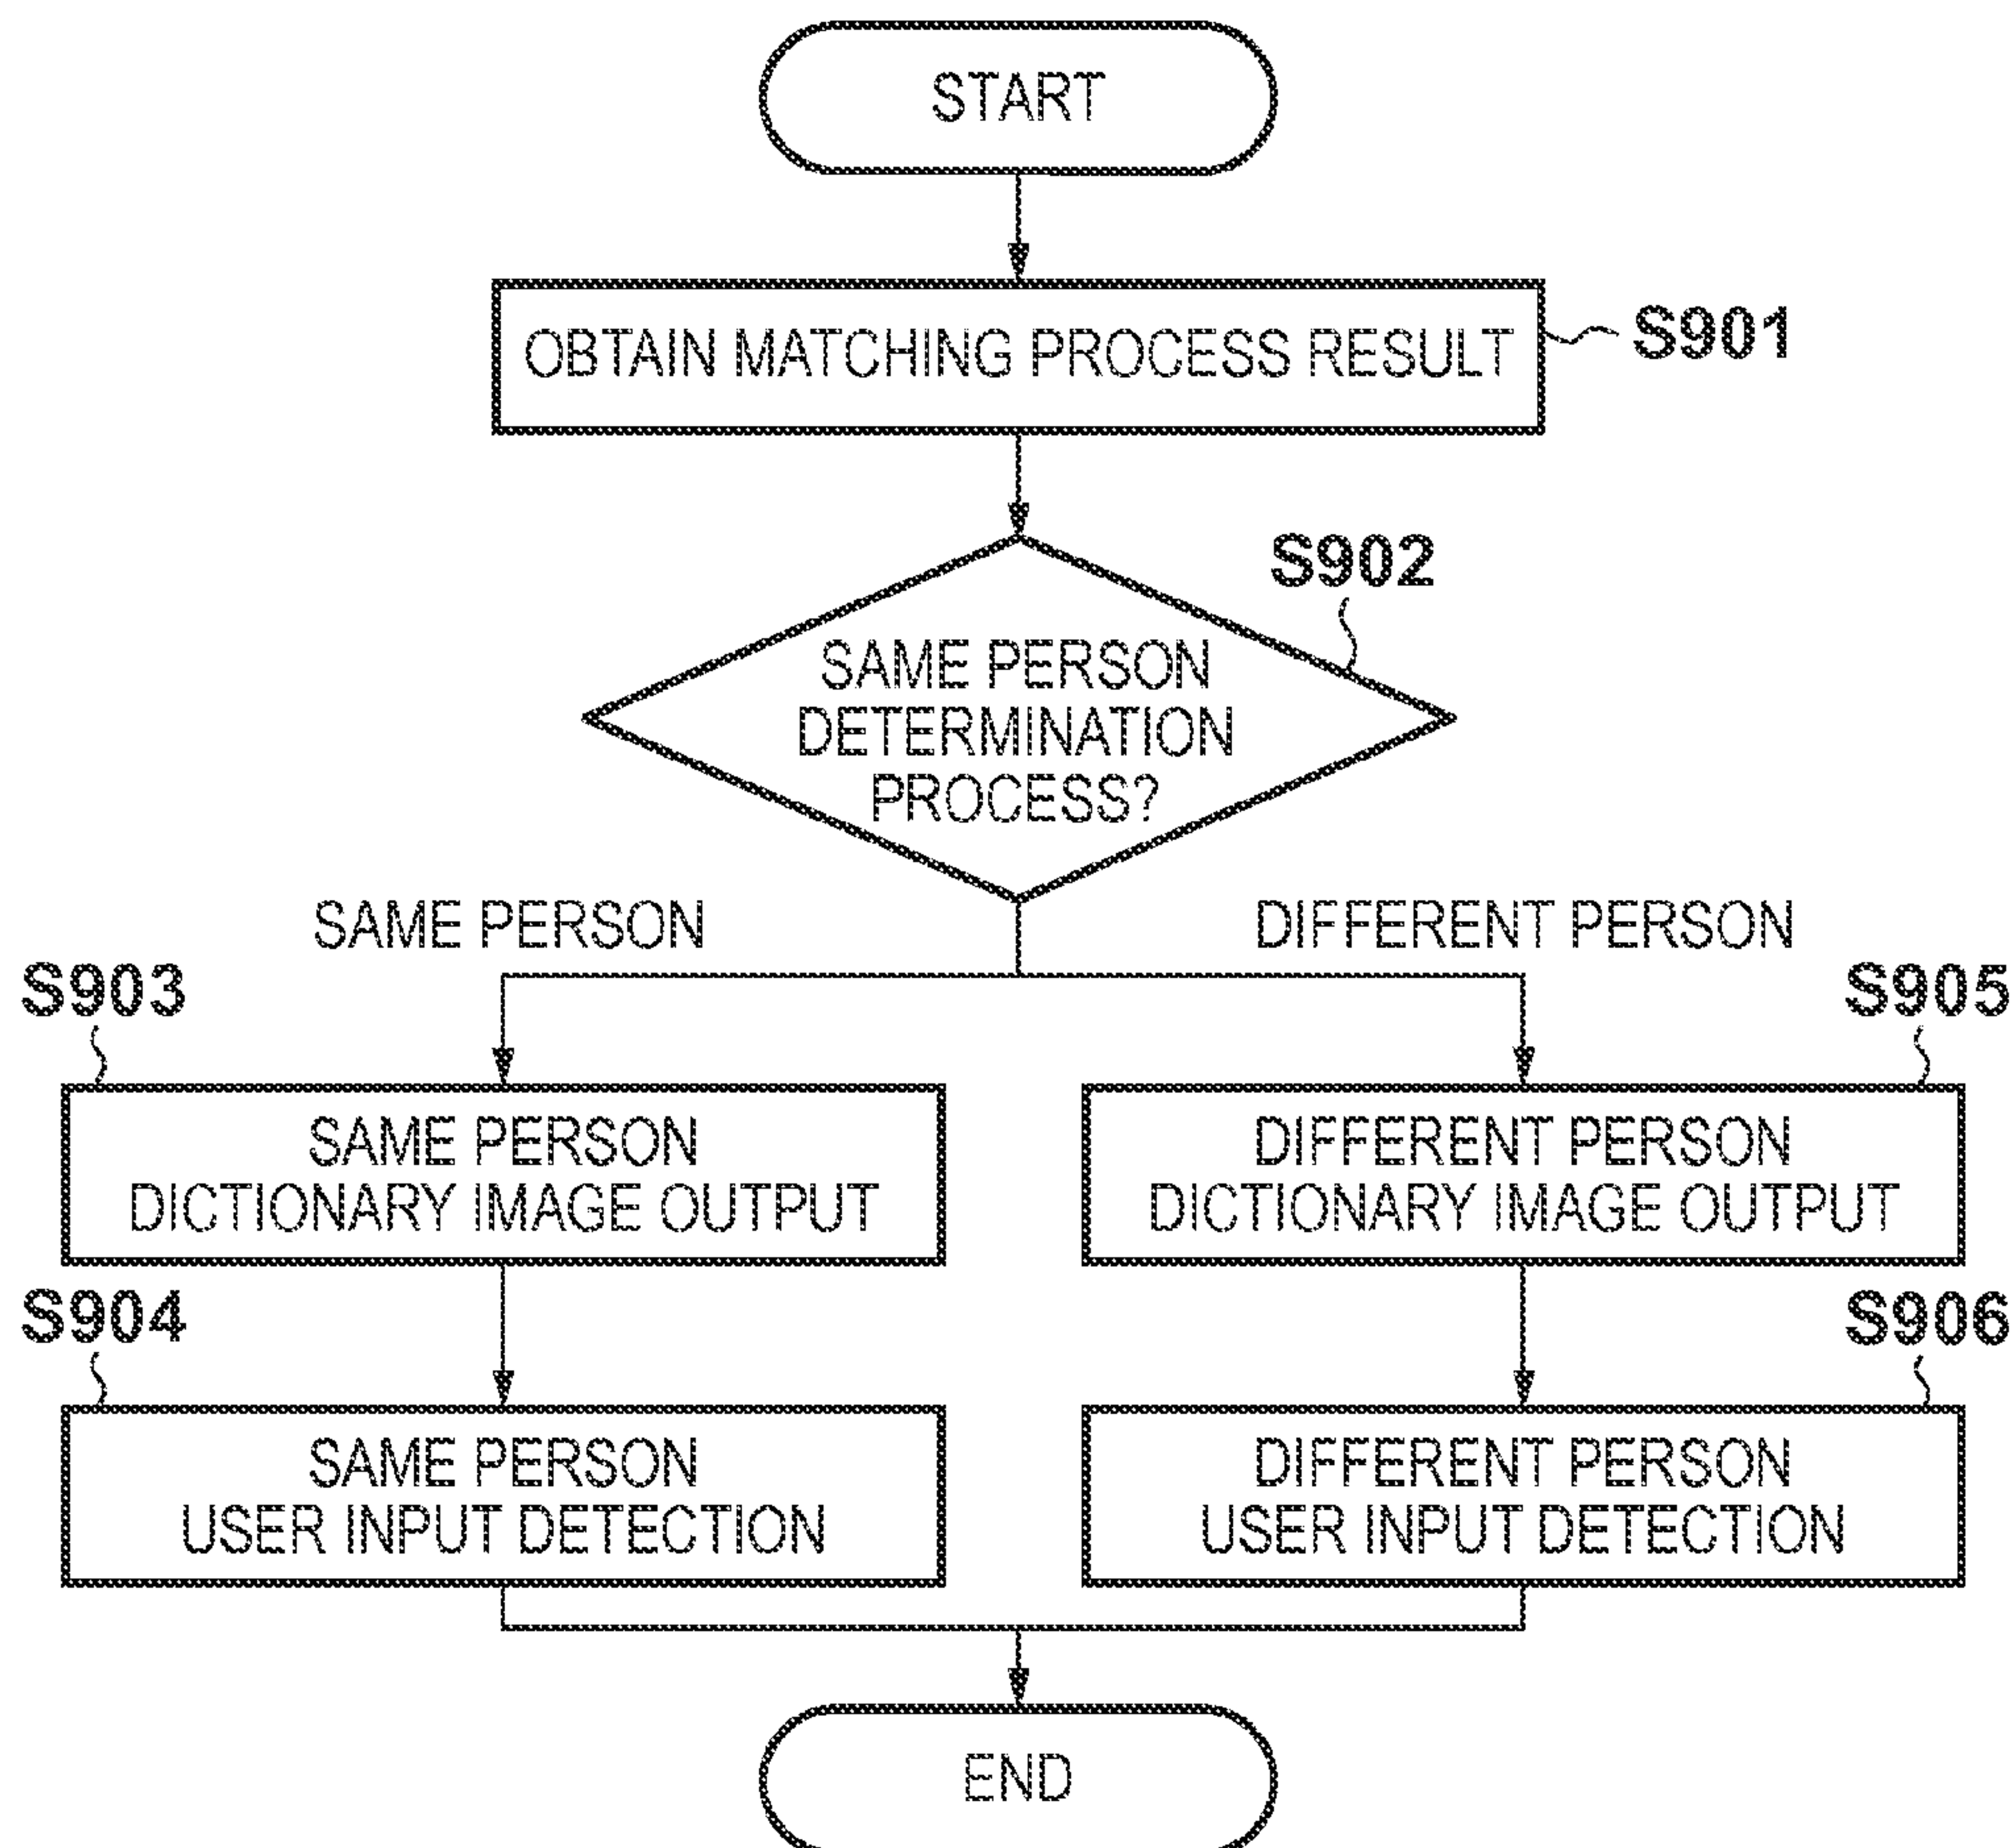 START
OBTAIN MATCHING PROCESS RESULT
S901
S902
SAME PERSON
DETERMINATION
PROCESS?
SAME PERSON
DIFFERENT PERSON
S903
SAME PERSON
DICTIONARY IMAGE OUTPUT
S905
DIFFERENT PERSON
DICTIONARY IMAGE OUTPUT
S904
SAME PERSON
USER INPUT DETECTION
S906
DIFFERENT PERSON
USER INPUT DETECTION
END